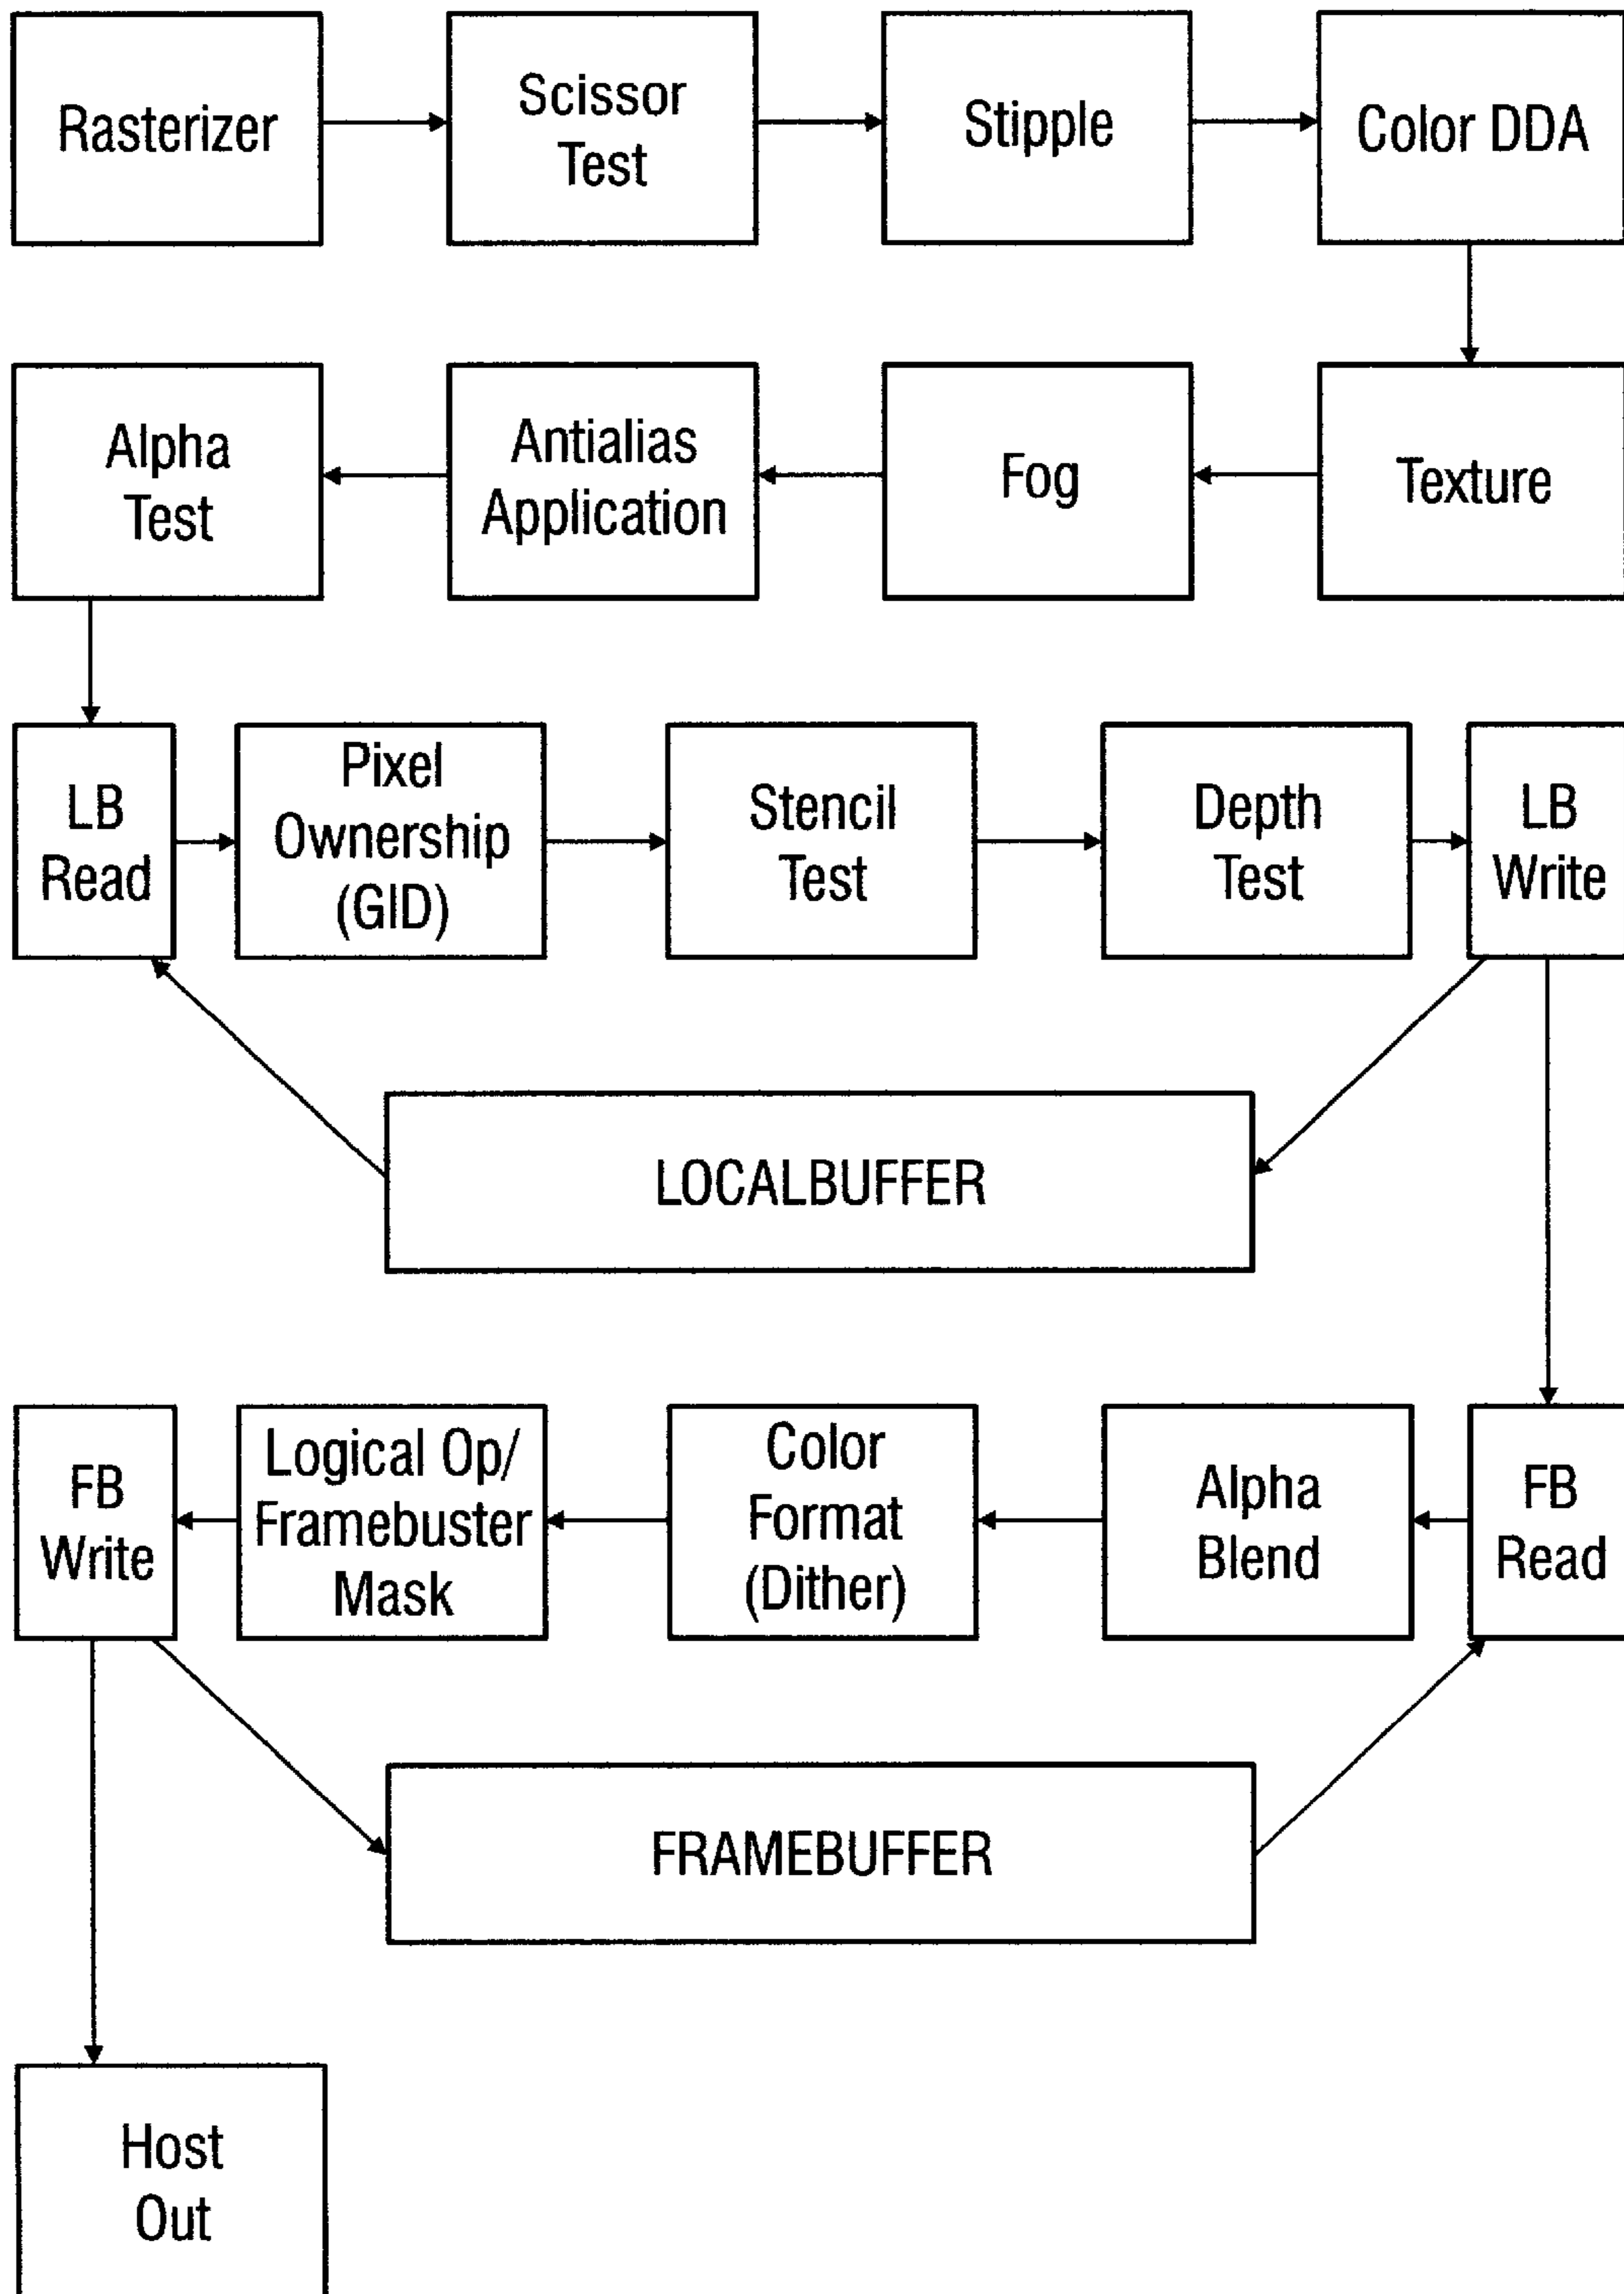 Rasterizer
Scissor
Test
Stipple
Color DDA
Alpha
Test
Antialias
Application
Fog
Texture
LB
Read
Pixel
Ownership
(GID)
Stencil
Test
Depth
Test
LB
Write
LOCALBUFFER
FB
Write
Logical Op/
Framebuster
Mask
Color
Format
(Dither)
Alpha
Blend
FB
Read
FRAMEBUFFER
Host
Out